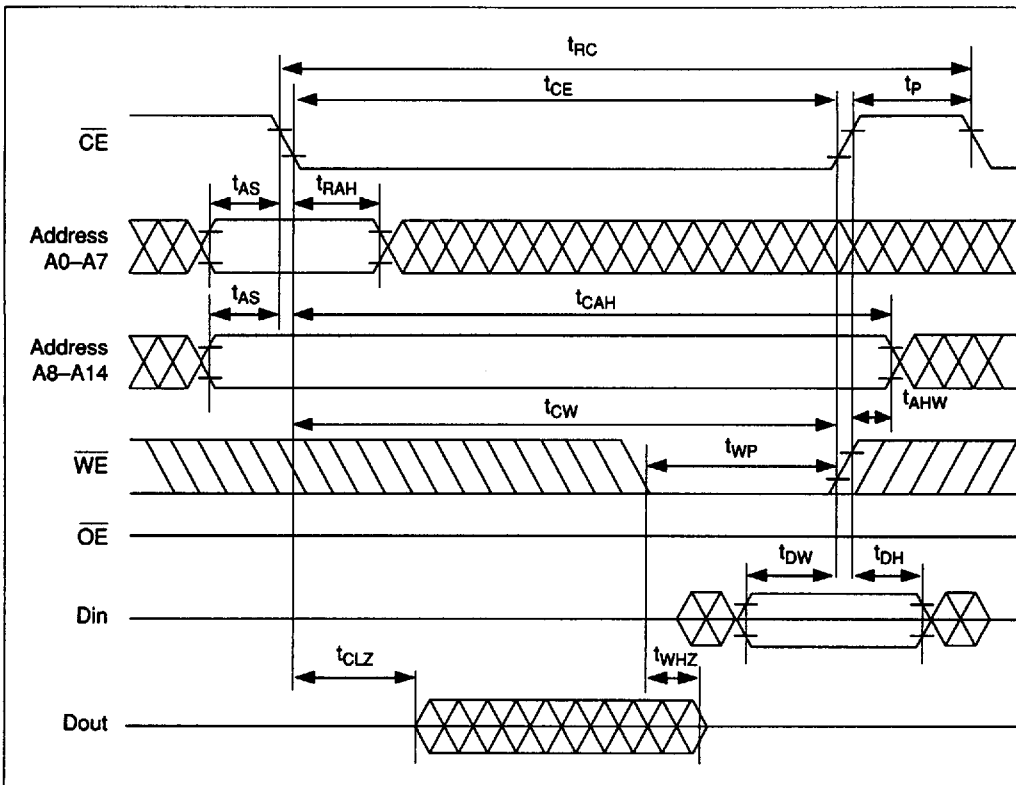 tRC
tCE
tP
CE
tAS
tRAH
Address
A0–A7
tAS
tCAH
Address
A8–A14
tAHW
tCW
WE
tWP
OE
tDW
tDH
Din
tCLZ
tWHZ
Dout